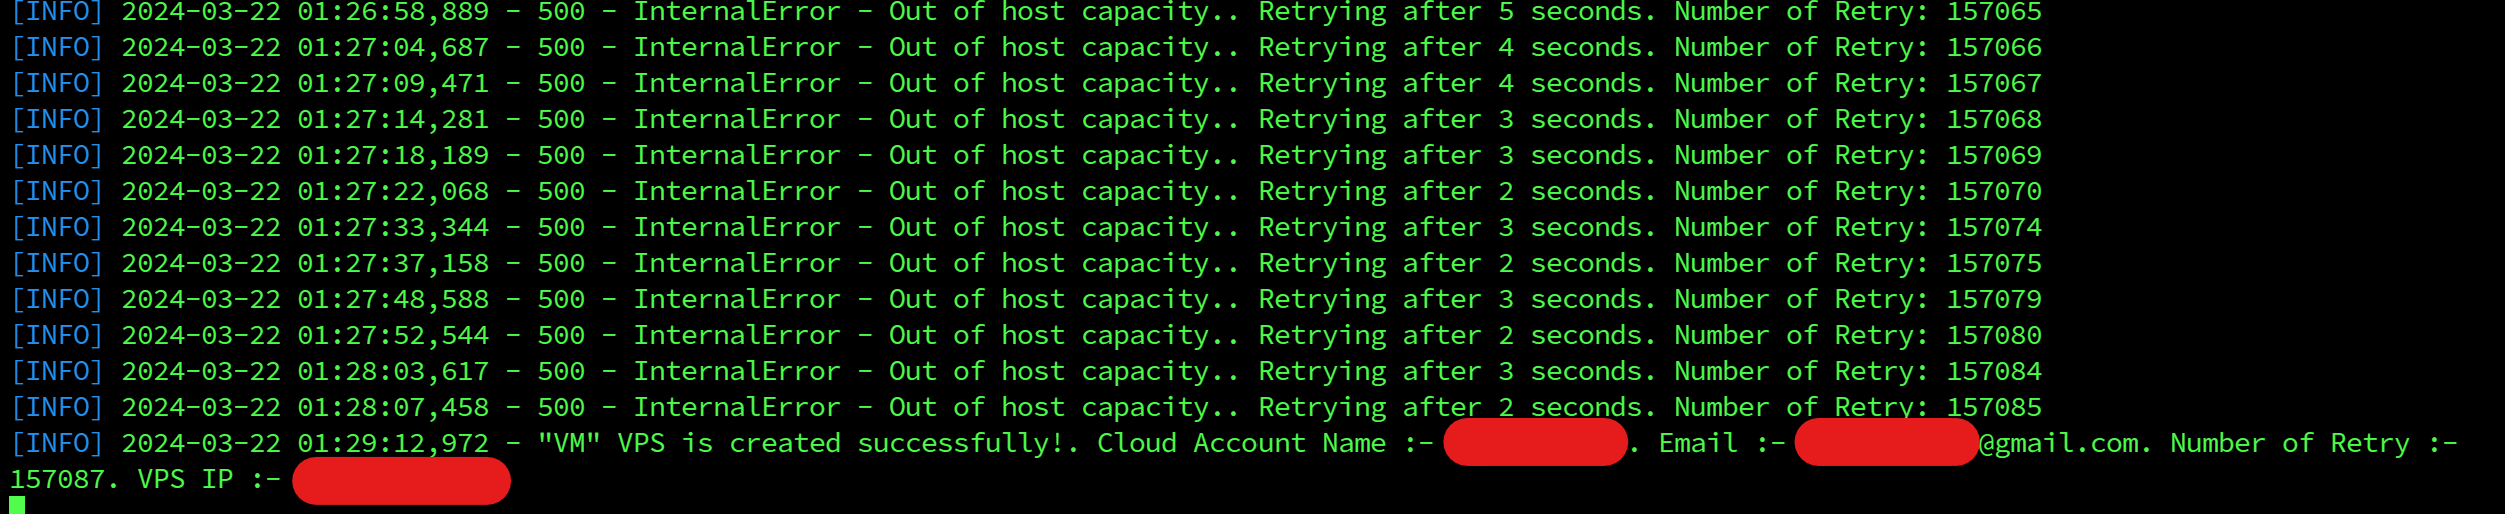 [INFO] 2024-03-22 01:26:58,889 - 500 - InternalError - Out of host capacity.. Retrying after 5 seconds. Number of Retry: 157065
[INFO] 2024-03-22 01:27:04,687 - 500 - InternalError - Out of host capacity.. Retrying after 4 seconds. Number of Retry: 157066
[INFO] 2024-03-22 01:27:09,471 - 500 - InternalError - Out of host capacity.. Retrying after 4 seconds. Number of Retry: 157067
[INFO] 2024-03-22 01:27:14,281 - 500 - InternalError - Out of host capacity.. Retrying after 3 seconds. Number of Retry: 157068
[INFO] 2024-03-22 01:27:18,189 - 500 - InternalError - Out of host capacity.. Retrying after 3 seconds. Number of Retry: 157069
[INFO] 2024-03-22 01:27:22,068 - 500 - InternalError - Out of host capacity.. Retrying after 2 seconds. Number of Retry: 157070
[INFO] 2024-03-22 01:27:33,344 - 500 - InternalError - Out of host capacity.. Retrying after 3 seconds. Number of Retry: 157074
[INFO] 2024-03-22 01:27:37,158 - 500 - InternalError - Out of host capacity.. Retrying after 2 seconds. Number of Retry: 157075
[INFO] 2024-03-22 01:27:48,588 - 500 - InternalError - Out of host capacity.. Retrying after 3 seconds. Number of Retry: 157079
[INFO] 2024-03-22 01:27:52,544 - 500 - InternalError - Out of host capacity.. Retrying after 2 seconds. Number of Retry: 157080
[INFO] 2024-03-22 01:28:03,617 - 500 - InternalError - Out of host capacity.. Retrying after 3 seconds. Number of Retry: 157084
[INFO] 2024-03-22 01:28:07,458 - 500 - InternalError - Out of host capacity.. Retrying after 2 seconds. Number of Retry: 157085
[INFO] 2024-03-22 01:29:12,972 - "VM" VPS is created successfully!. Cloud Account Name :- . Email :- @gmail.com. Number of Retry :-
157087. VPS IP :-